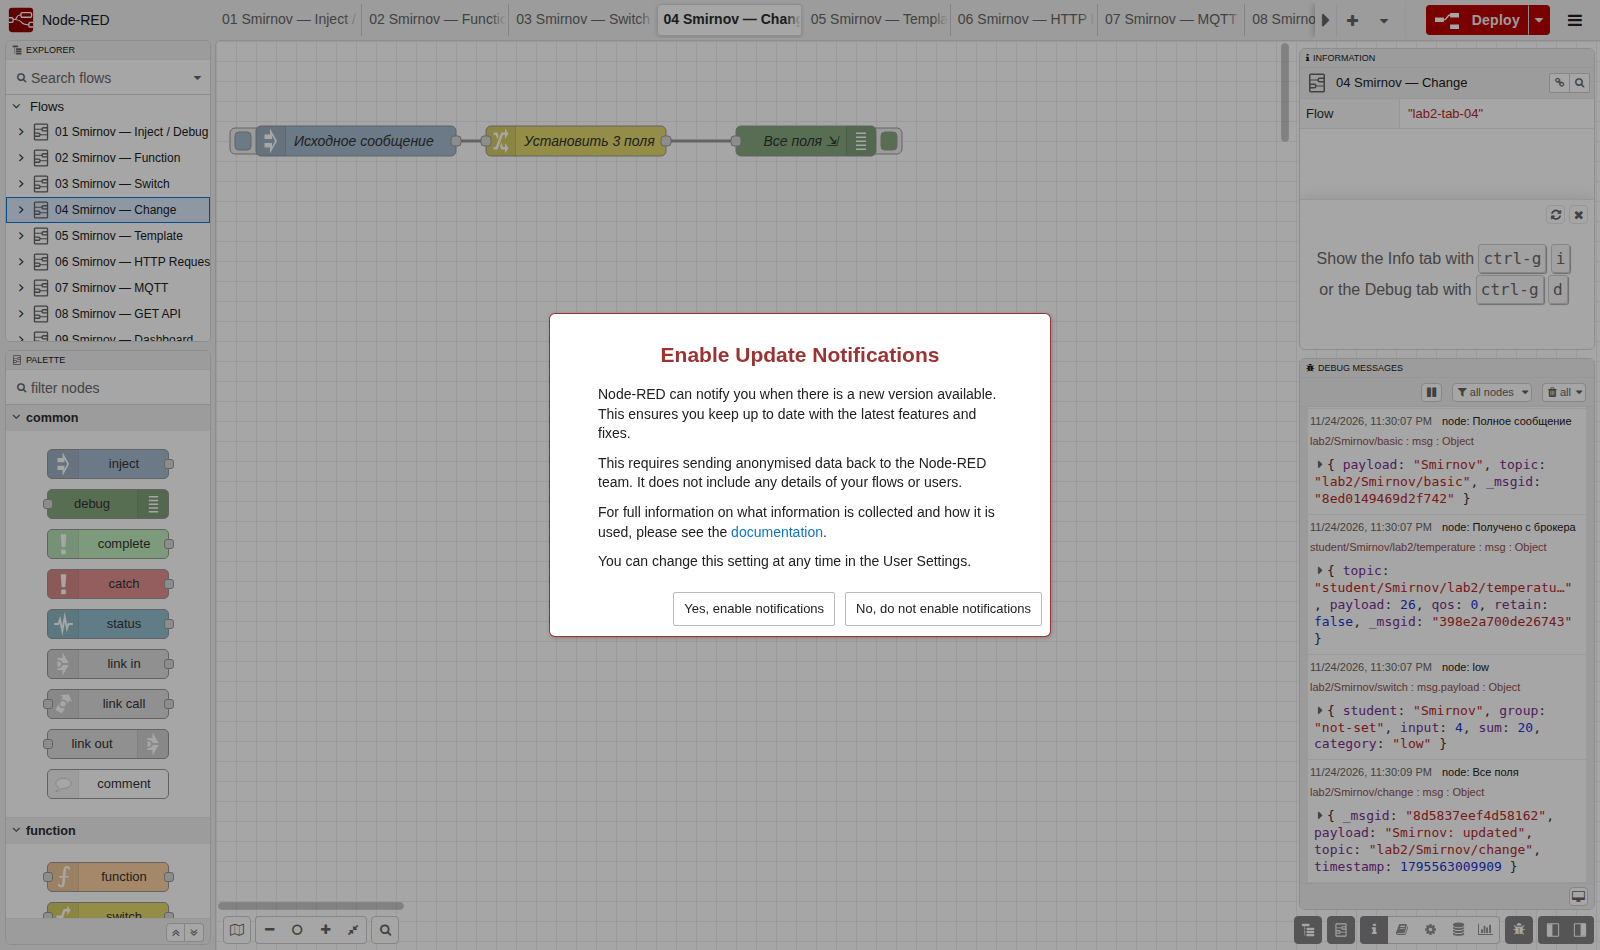 Node-RED
01 Smirnov — Inject /
02 Smirnov — Functi
03 Smirnov — Switch
04 Smirnov — Chan
05 Smirnov — Templa
06 Smirnov — HTTP
07 Smirnov — MQTT
08 Smirno
Deploy
EXPLORER
Search flows
Flows
01 Smirnov — Inject / Debug
02 Smirnov — Function
03 Smirnov — Switch
04 Smirnov — Change
05 Smirnov — Template
06 Smirnov — HTTP Reques
07 Smirnov — MQTT
08 Smirnov — GET API
09 Smirnov — Dashboard
PALETTE
filter nodes
common
inject
debug
complete
catch
status
link in
link call
link out
comment
function
function
switch
Исходное сообщение
Установить 3 поля
Все поля ⇲
Enable Update Notifications
Node-RED can notify you when there is a new version available.
This ensures you keep up to date with the latest features and
fixes.
This requires sending anonymised data back to the Node-RED
team. It does not include any details of your flows or users.
For full information on what information is collected and how it is
used, please see the documentation.
You can change this setting at any time in the User Settings.
Yes, enable notifications
No, do not enable notifications
INFORMATION
04 Smirnov — Change
Flow
"lab2-tab-04"
Show the Info tab with ctrl-g i
or the Debug tab with ctrl-g d
DEBUG MESSAGES
all nodes
all
11/24/2026, 11:30:07 PM node: Полное сообщение
lab2/Smirnov/basic : msg : Object
{ payload: "Smirnov", topic:
"lab2/Smirnov/basic", _msgid:
"8ed0149469d2f742" }
11/24/2026, 11:30:07 PM node: Получено с брокера
student/Smirnov/lab2/temperature : msg : Object
{ topic:
"student/Smirnov/lab2/temperatu…"
, payload: 26, qos: 0, retain:
false, _msgid: "398e2a700de26743"
}
11/24/2026, 11:30:07 PM node: low
lab2/Smirnov/switch : msg.payload : Object
{ student: "Smirnov", group:
"not-set", input: 4, sum: 20,
category: "low" }
11/24/2026, 11:30:09 PM node: Все поля
lab2/Smirnov/change : msg : Object
{ _msgid: "8d5837eef4d58162",
payload: "Smirnov: updated",
topic: "lab2/Smirnov/change",
timestamp: 1795563009909 }